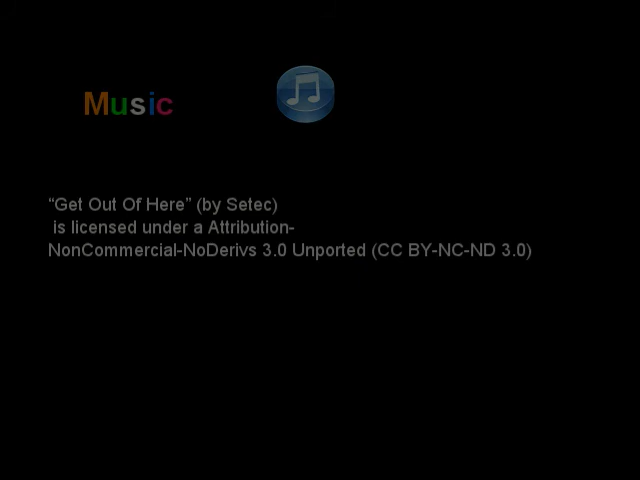 Music
“Get Out Of Here” (by Setec)
is licensed under a Attribution-
NonCommercial-NoDerivs 3.0 Unported (CC BY-NC-ND 3.0)